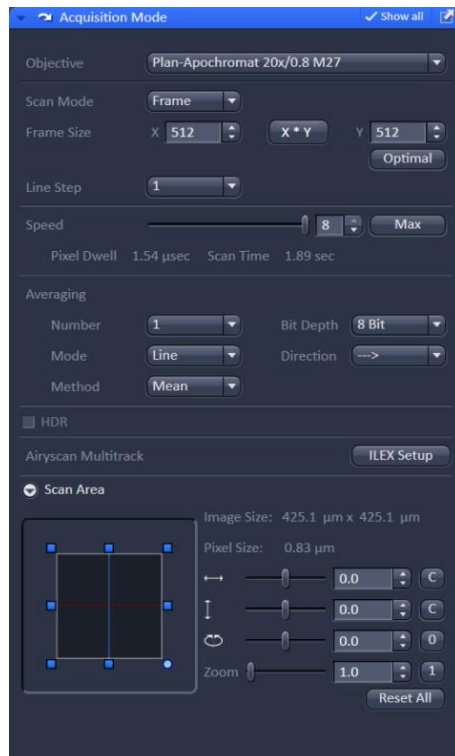 Acquisition Mode ✓ Show all
Objective Plan-Apochromat 20x/0.8 M27
Scan Mode Frame
Frame Size X 512 X * Y Y 512
Optimal
Line Step 1
Speed 8 Max
Pixel Dwell 1.54 µsec Scan Time 1.89 sec
Averaging
Number 1 Bit Depth 8 Bit
Mode Line Direction --->
Method Mean
HDR
Airyscan Multitrack ILEX Setup
Scan Area
Image Size: 425.1 µm x 425.1 µm
Pixel Size: 0.83 µm
0.0 C
0.0 C
0.0 0
Zoom 1.0 1
Reset All